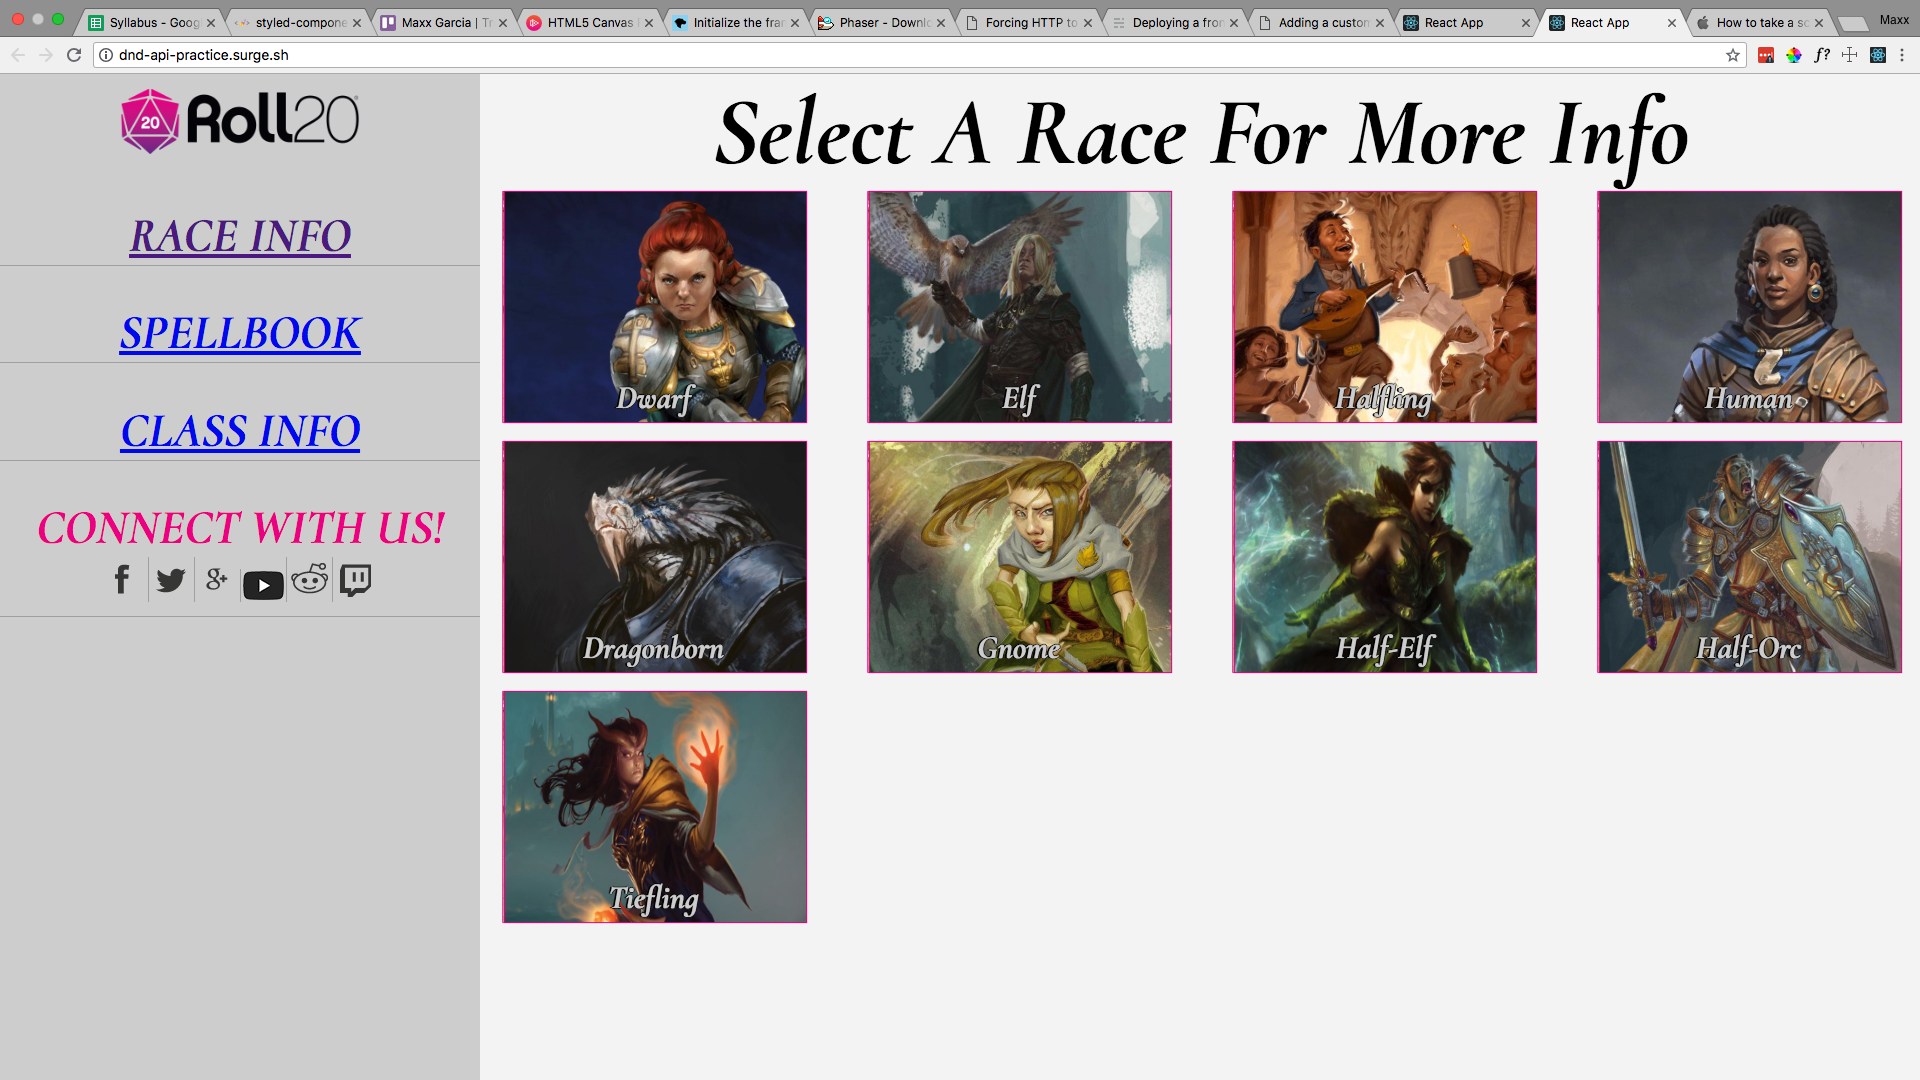 Syllabus - Goog
styled-compone
Maxx Garcia | Tr
HTML5 Canvas
Initialize the fra
Phaser - Downlo
Forcing HTTP to
Deploying a fron
Adding a custom
React App
React App
How to take a sc
Maxx
dnd-api-practice.surge.sh
f?
20
Roll20
RACE INFO
SPELLBOOK
CLASS INFO
CONNECT WITH US!
Select A Race For More Info
Dwarf
Elf
Halfling
Human
Dragonborn
Gnome
Half-Elf
Half-Orc
Tiefling